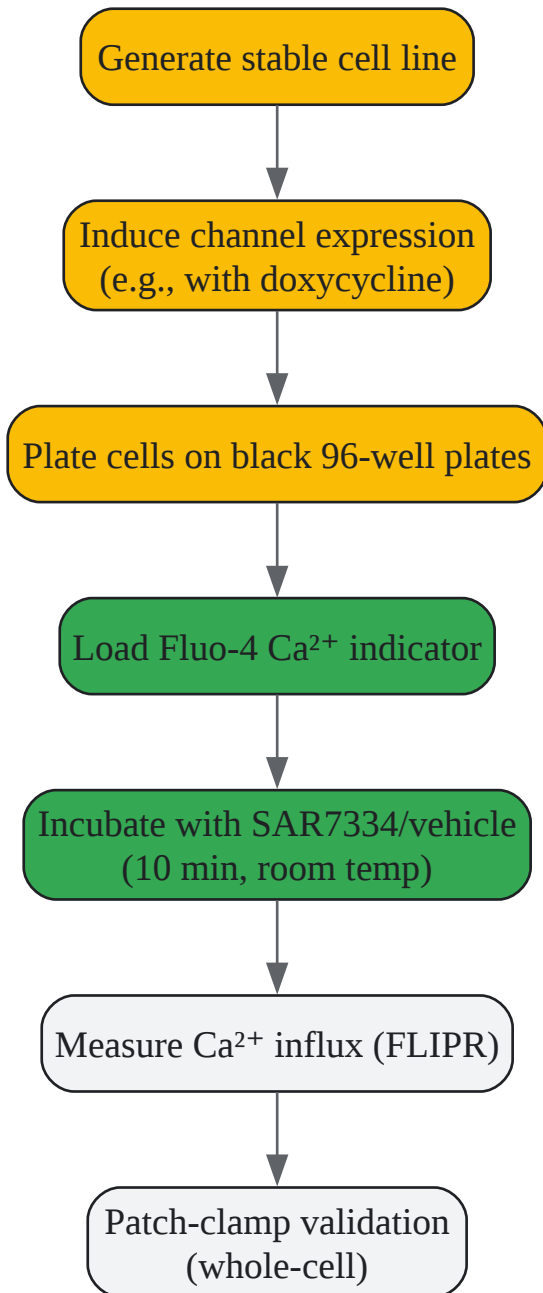 Generate stable cell line
Induce channel expression
(e.g., with doxycycline)
Plate cells on black 96-well plates
Load Fluo-4 Ca²⁺ indicator
Incubate with SAR7334/vehicle
(10 min, room temp)
Measure Ca²⁺ influx (FLIPR)
Patch-clamp validation
(whole-cell)